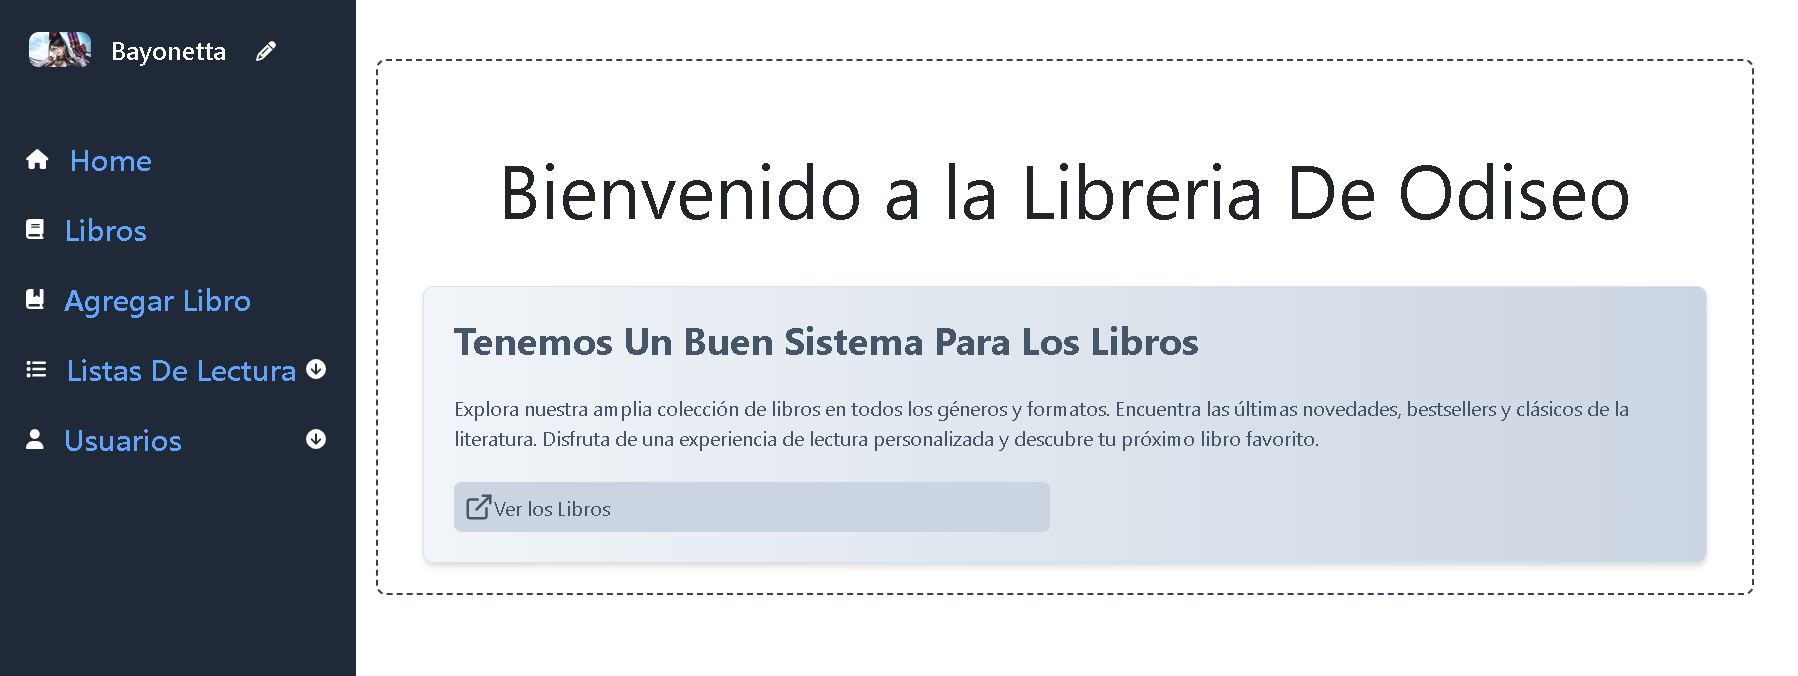 Bayonetta
Home
Libros
Agregar Libro
Listas De Lectura
Usuarios
Bienvenido a la Libreria De Odiseo
Tenemos Un Buen Sistema Para Los Libros
Explora nuestra amplia colección de libros en todos los géneros y formatos. Encuentra las últimas novedades, bestsellers y clásicos de la
literatura. Disfruta de una experiencia de lectura personalizada y descubre tu próximo libro favorito.
Ver los Libros